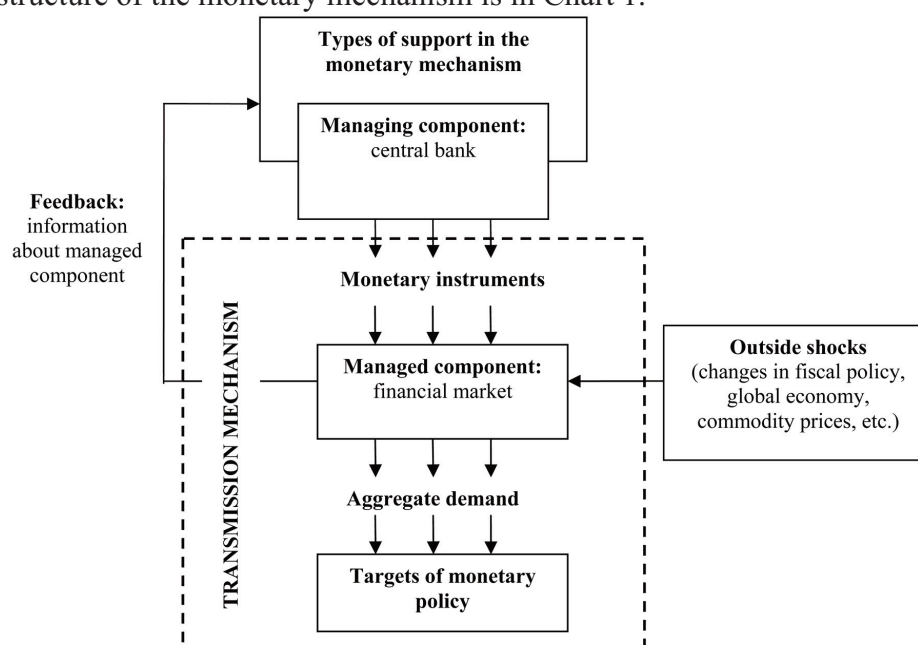 structure of the monetary mechanism is in Chart 1.
Types of support in the
monetary mechanism
Managing component:
central bank
Feedback:
information
about managed
component
Monetary instruments
TRANSMISSION MECHANISM
Managed component:
financial market
Outside shocks
(changes in fiscal policy,
global economy,
commodity prices, etc.)
Aggregate demand
Targets of monetary
policy